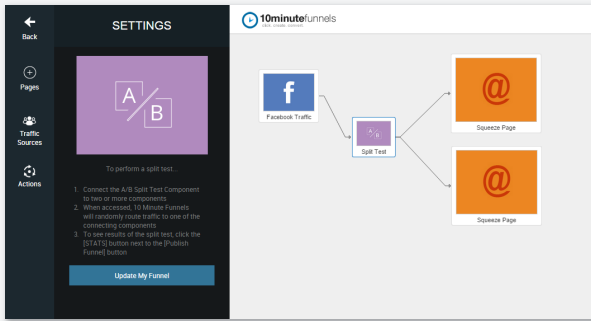 Back
Pages
Traffic
Sources
Actions
SETTINGS
A/B
To perform a split test...
1. Connect the A/B Split Test Component
to two or more components
2. When accessed, 10 Minute Funnels
will randomly route traffic to one of the
connecting components
3. To see results of the split test, click the
[STATS] button next to the [Publish
Funnel] button
Update My Funnel
10minutefunnels
click, create, convert
f
Facebook Traffic
A/B
Split Test
@
Squeeze Page
@
Squeeze Page